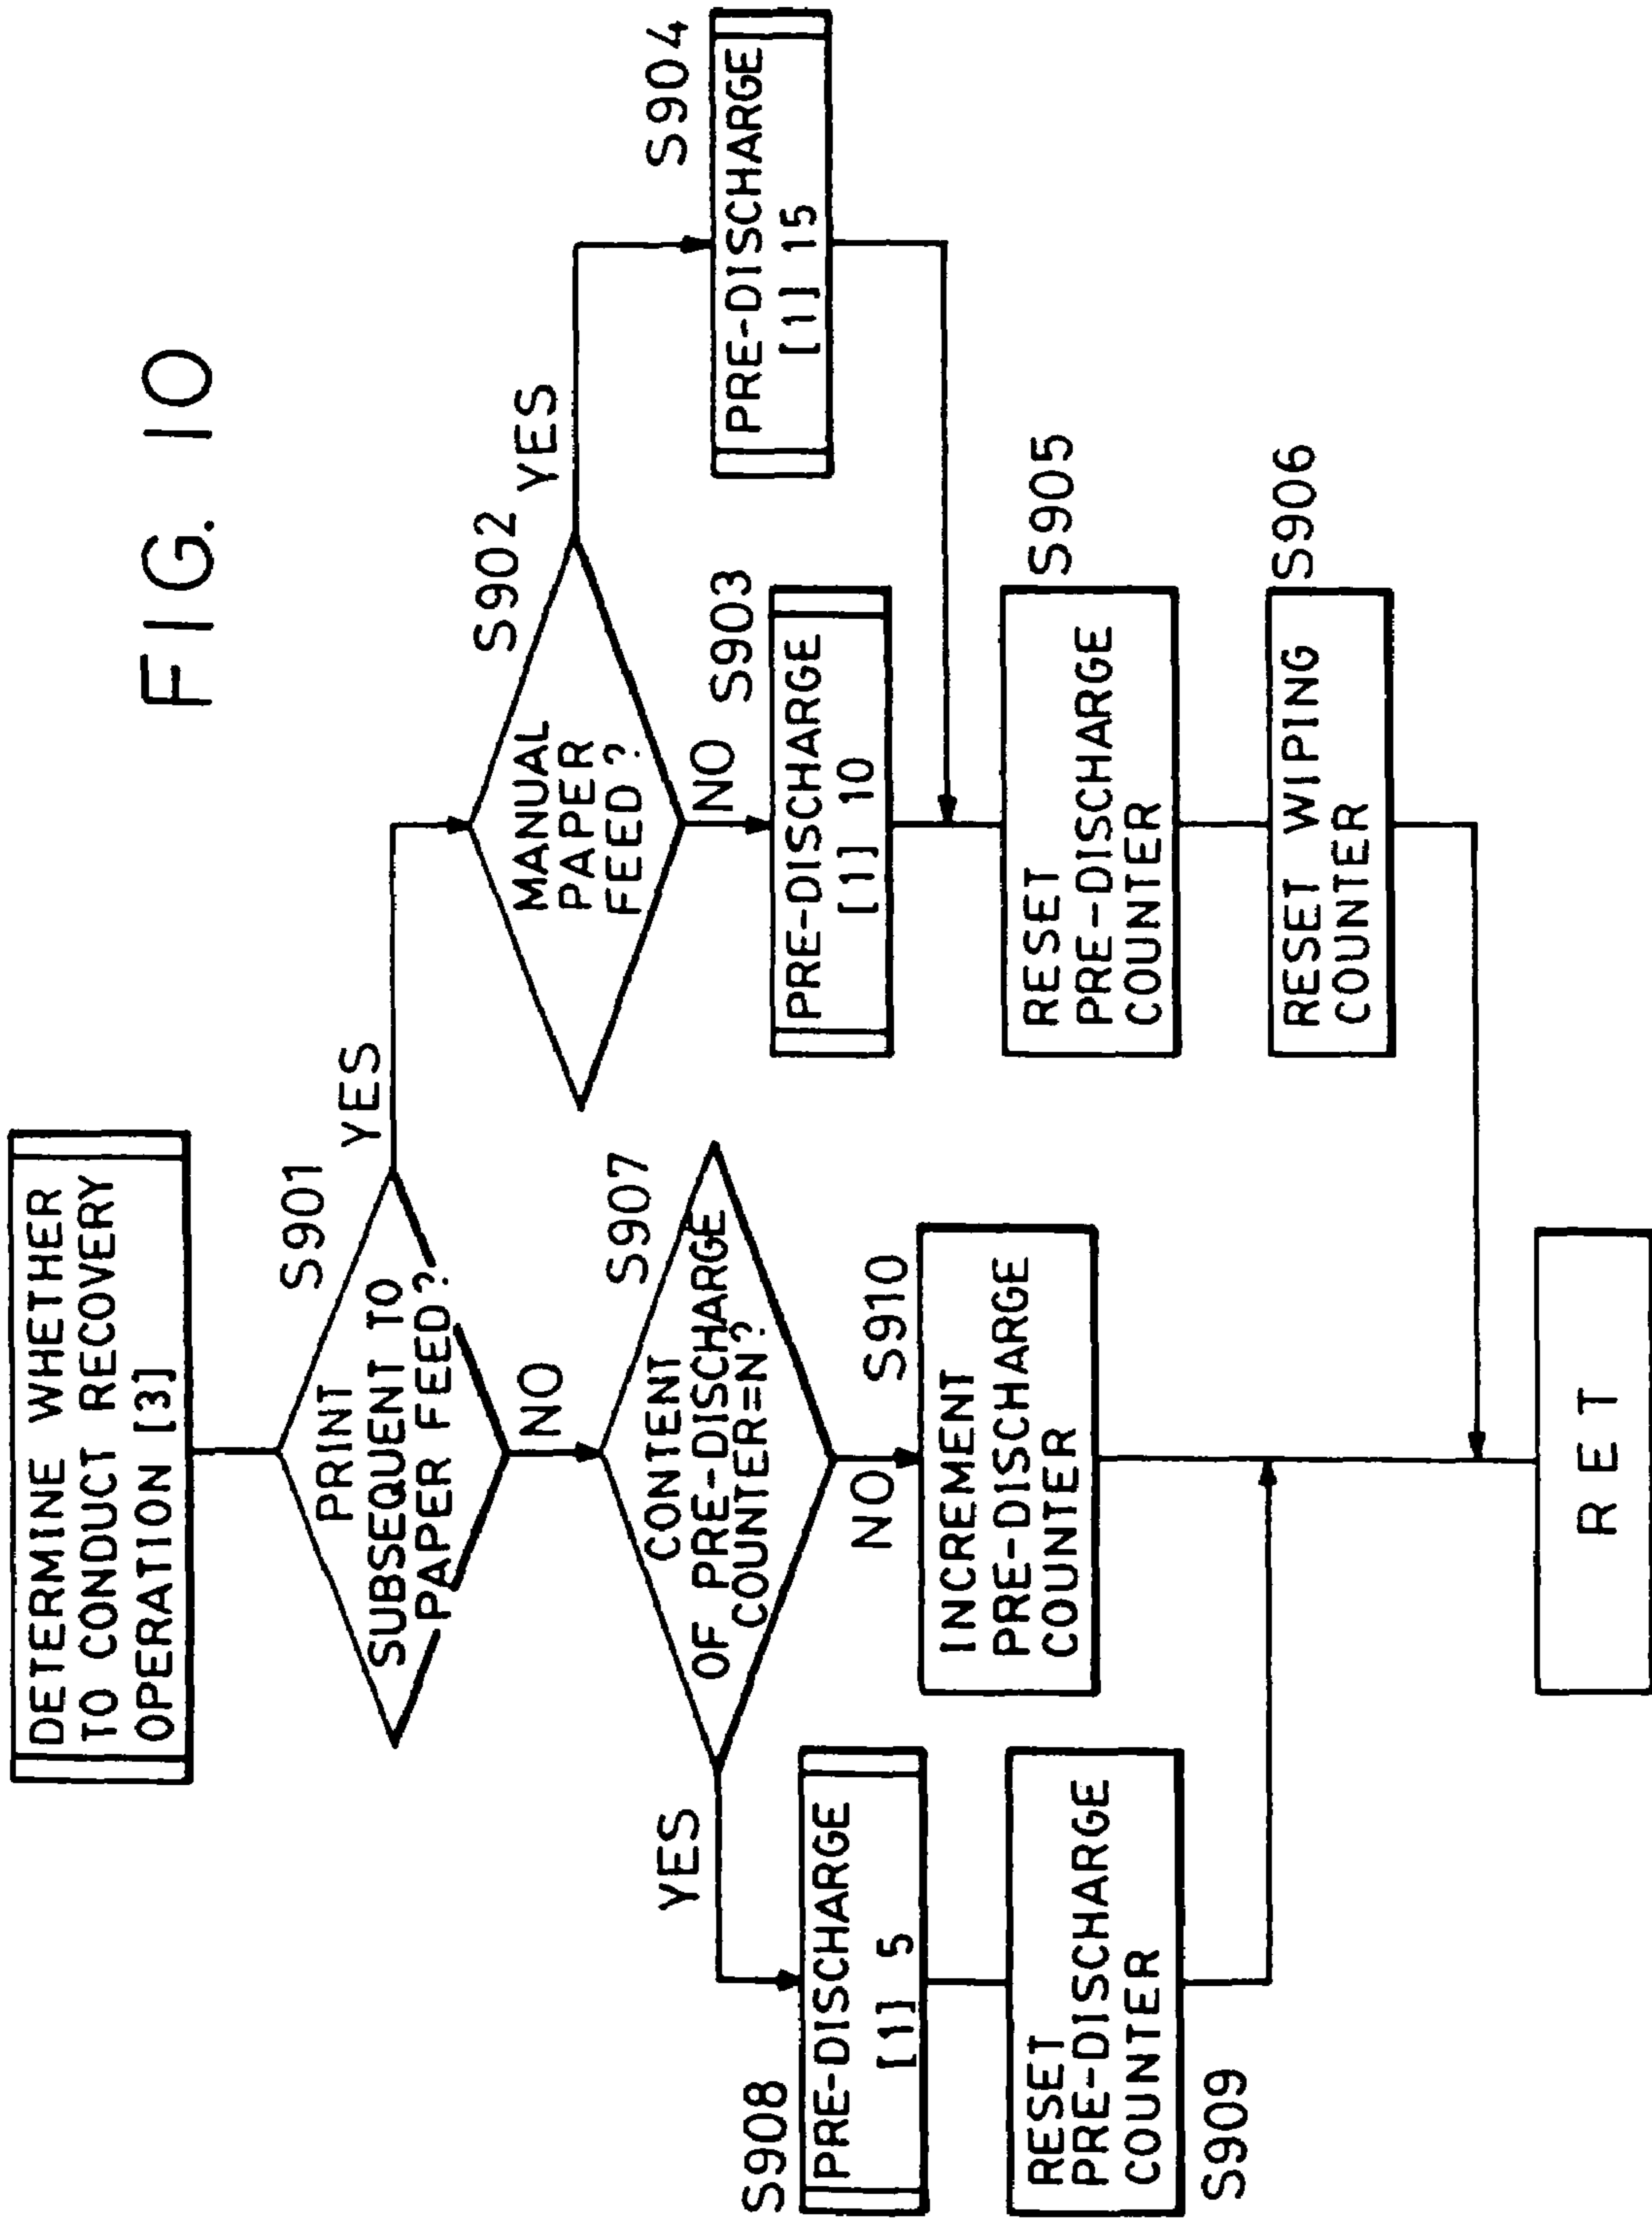 FIG. 10
DETERMINE WHETHER
TO CONDUCT RECOVERY
OPERATION [3]
S901
PRINT
SUBSEQUENT TO
PAPER FEED?
YES
NO
S902
MANUAL
PAPER
FEED?
YES
NO
S903
PRE-DISCHARGE
[1] 10
S904
PRE-DISCHARGE
[1] 15
S905
RESET
PRE-DISCHARGE
COUNTER
S906
RESET WIPING
COUNTER
S907
CONTENT
OF PRE-DISCHARGE
COUNTER=N?
YES
NO
S908
PRE-DISCHARGE
[1] 5
RESET
PRE-DISCHARGE
COUNTER
S909
S910
INCREMENT
PRE-DISCHARGE
COUNTER
RET